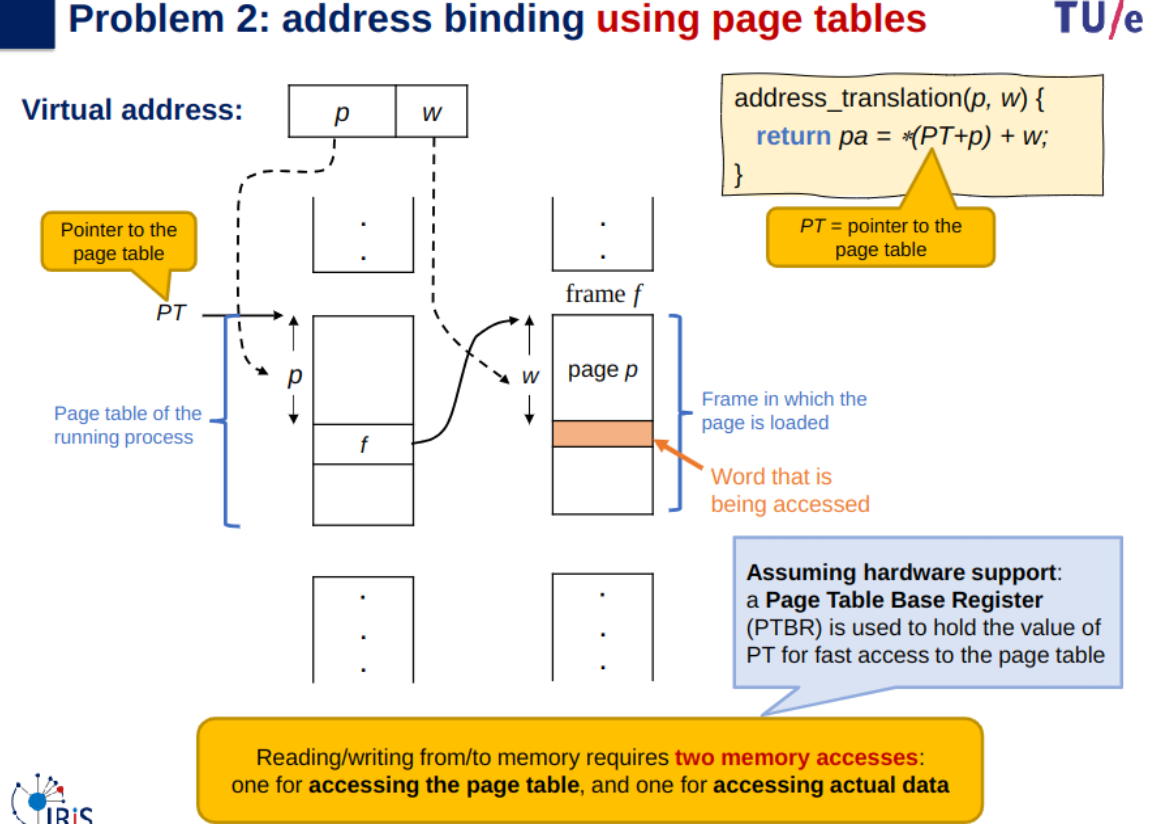 Problem 2: address binding using page tables
TU/e
Virtual address:
p
w
address_translation(p, w) {
return pa = *(PT+p) + w;
}
PT = pointer to the
page table
Pointer to the
page table
PT
.
.
.
.
frame f
p
w
page p
f
Page table of the
running process
Frame in which the
page is loaded
Word that is
being accessed
.
.
.
.
.
.
Assuming hardware support:
a Page Table Base Register
(PTBR) is used to hold the value of
PT for fast access to the page table
Reading/writing from/to memory requires two memory accesses:
one for accessing the page table, and one for accessing actual data
IRiS